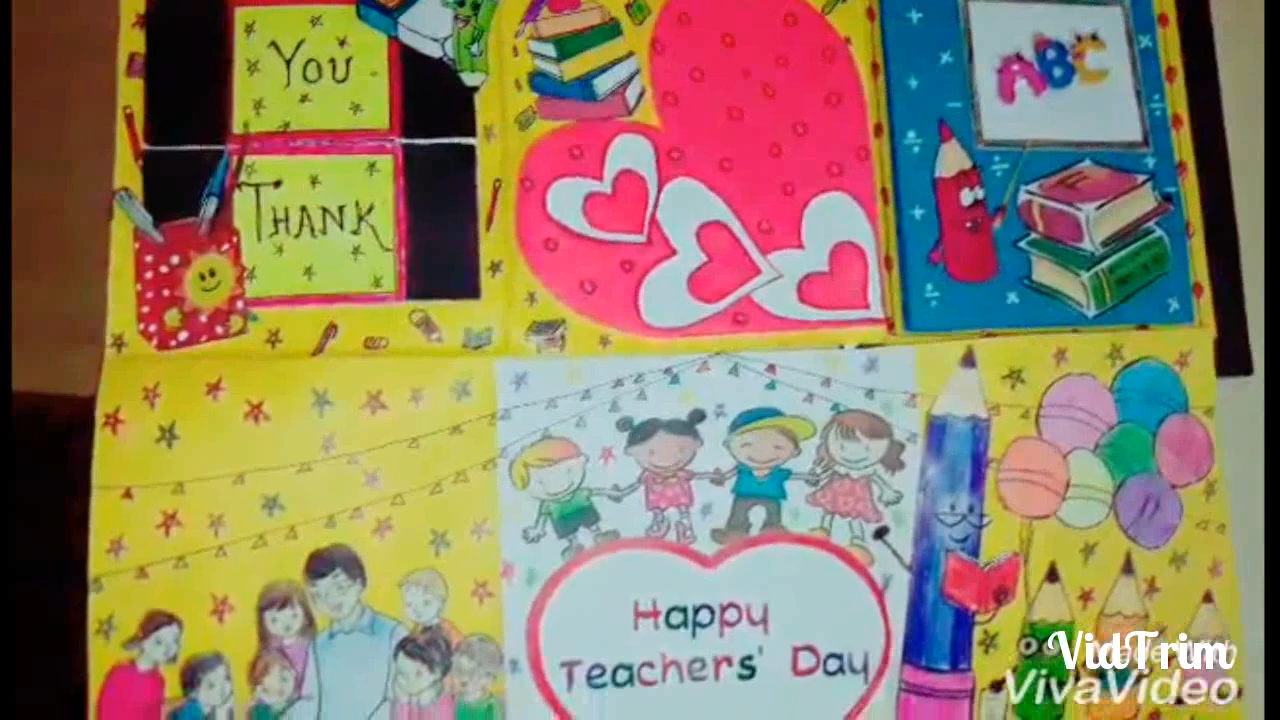 You
Thank
ABC
F
Happy
Teachers' Day
VidTrim
VivaVideo